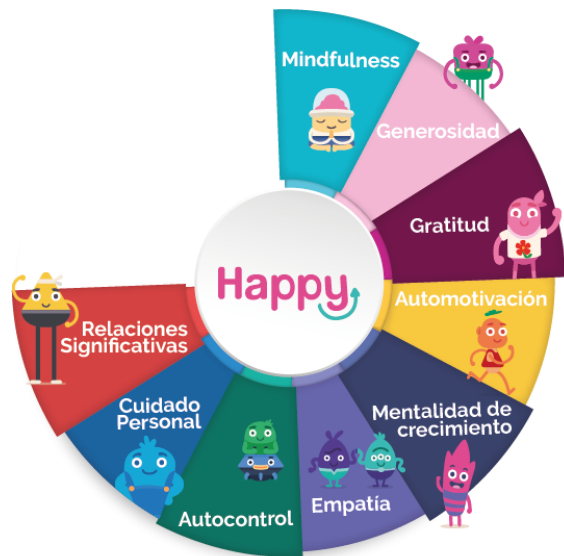 Mindfulness
Generosidad
Gratitud
Automotivación
Mentalidad de
crecimiento
Empatía
Autocontrol
Cuidado
Personal
Relaciones
Significativas
Happy